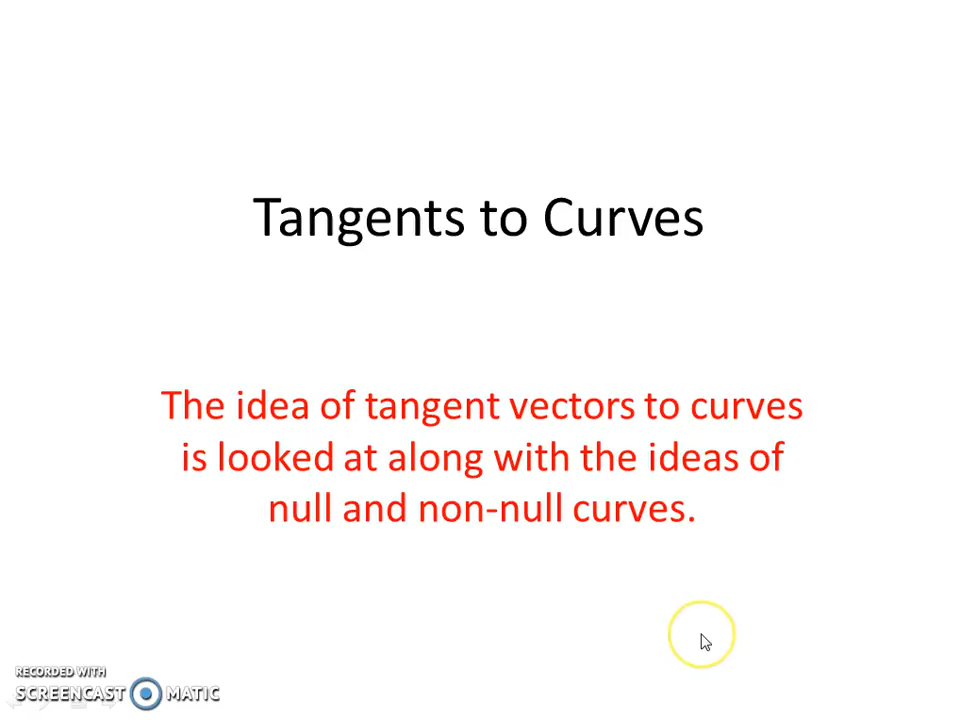 Tangents to Curves
The idea of tangent vectors to curves
is looked at along with the ideas of
null and non-null curves.
RECORDED WITH
SCREENCAST MATIC